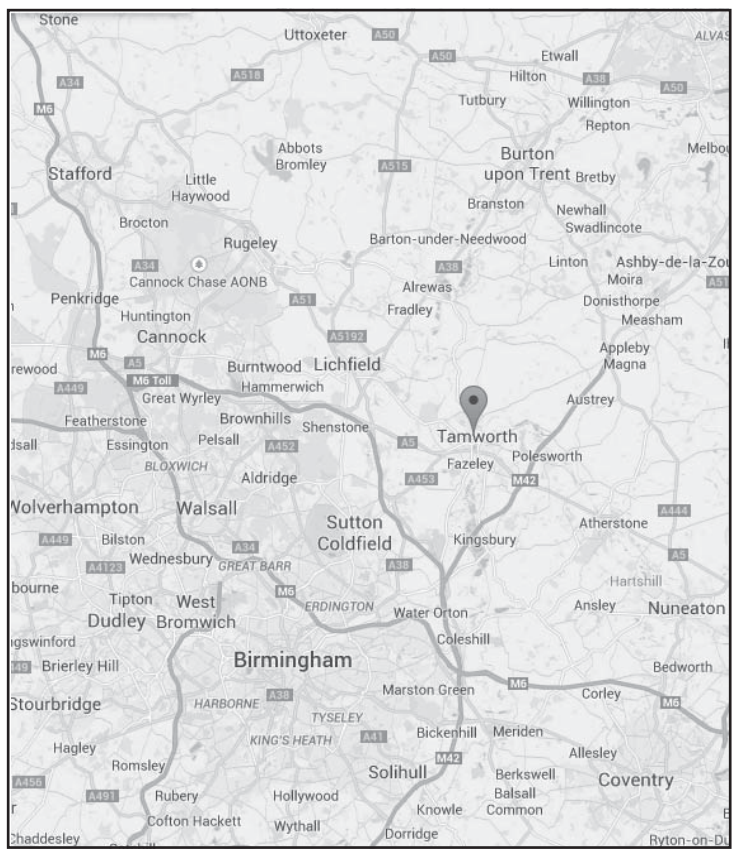 Stone
Uttoxeter
A50
A50
Etwall
ALVAS
A34
A518
Hilton
A38
A50
M6
Tutbury
Willington
Repton
Abbots
Bromley
A515
Burton
upon Trent
Bretby
Melbou
Stafford
Little
Haywood
Branston
Newhall
Swadlincote
Brocton
Rugeley
Barton-under-Needwood
A34
Cannock Chase AONB
A38
Linton
Ashby-de-la-Zou
Moira
A51
Alrewas
Penkridge
A51
Donisthorpe
Huntington
Fradley
Measham
Cannock
A5192
Appleby
Magna
M6
A5
rewood
M6 Toll
Burntwood
Lichfield
A449
Hammerwich
Great Wyrley
Austrey
Featherstone
Brownhills
Shenstone
Tamworth
dsall
Essington
Pelsall
A452
A5
Polesworth
BLOXWICH
Fazeley
Aldridge
A453
M42
Wolverhampton
Walsall
A444
Sutton
Coldfield
Atherstone
A449
Bilston
A34
Kingsbury
Wednesbury
A5
A4123
GREAT BARR
A38
bourne
Hartshill
M6
Tipton
West
Bromwich
ERDINGTON
Water Orton
Ansley
Nuneaton
Dudley
Coleshill
ngswinford
49
Brierley Hill
Birmingham
Bedworth
Marston Green
M6
Corley
M6
Stourbridge
HARBORNE
A38
TYSELEY
KING'S HEATH
A41
Bickenhill
Meriden
Hagley
Allesley
M42
Romsley
Solihull
Berkswell
Coventry
A456
A491
Rubery
Hollywood
Balsall
Common
r
Knowle
Cofton Hackett
Wythall
Chaddesley
Dorridge
Ryton-on-Du